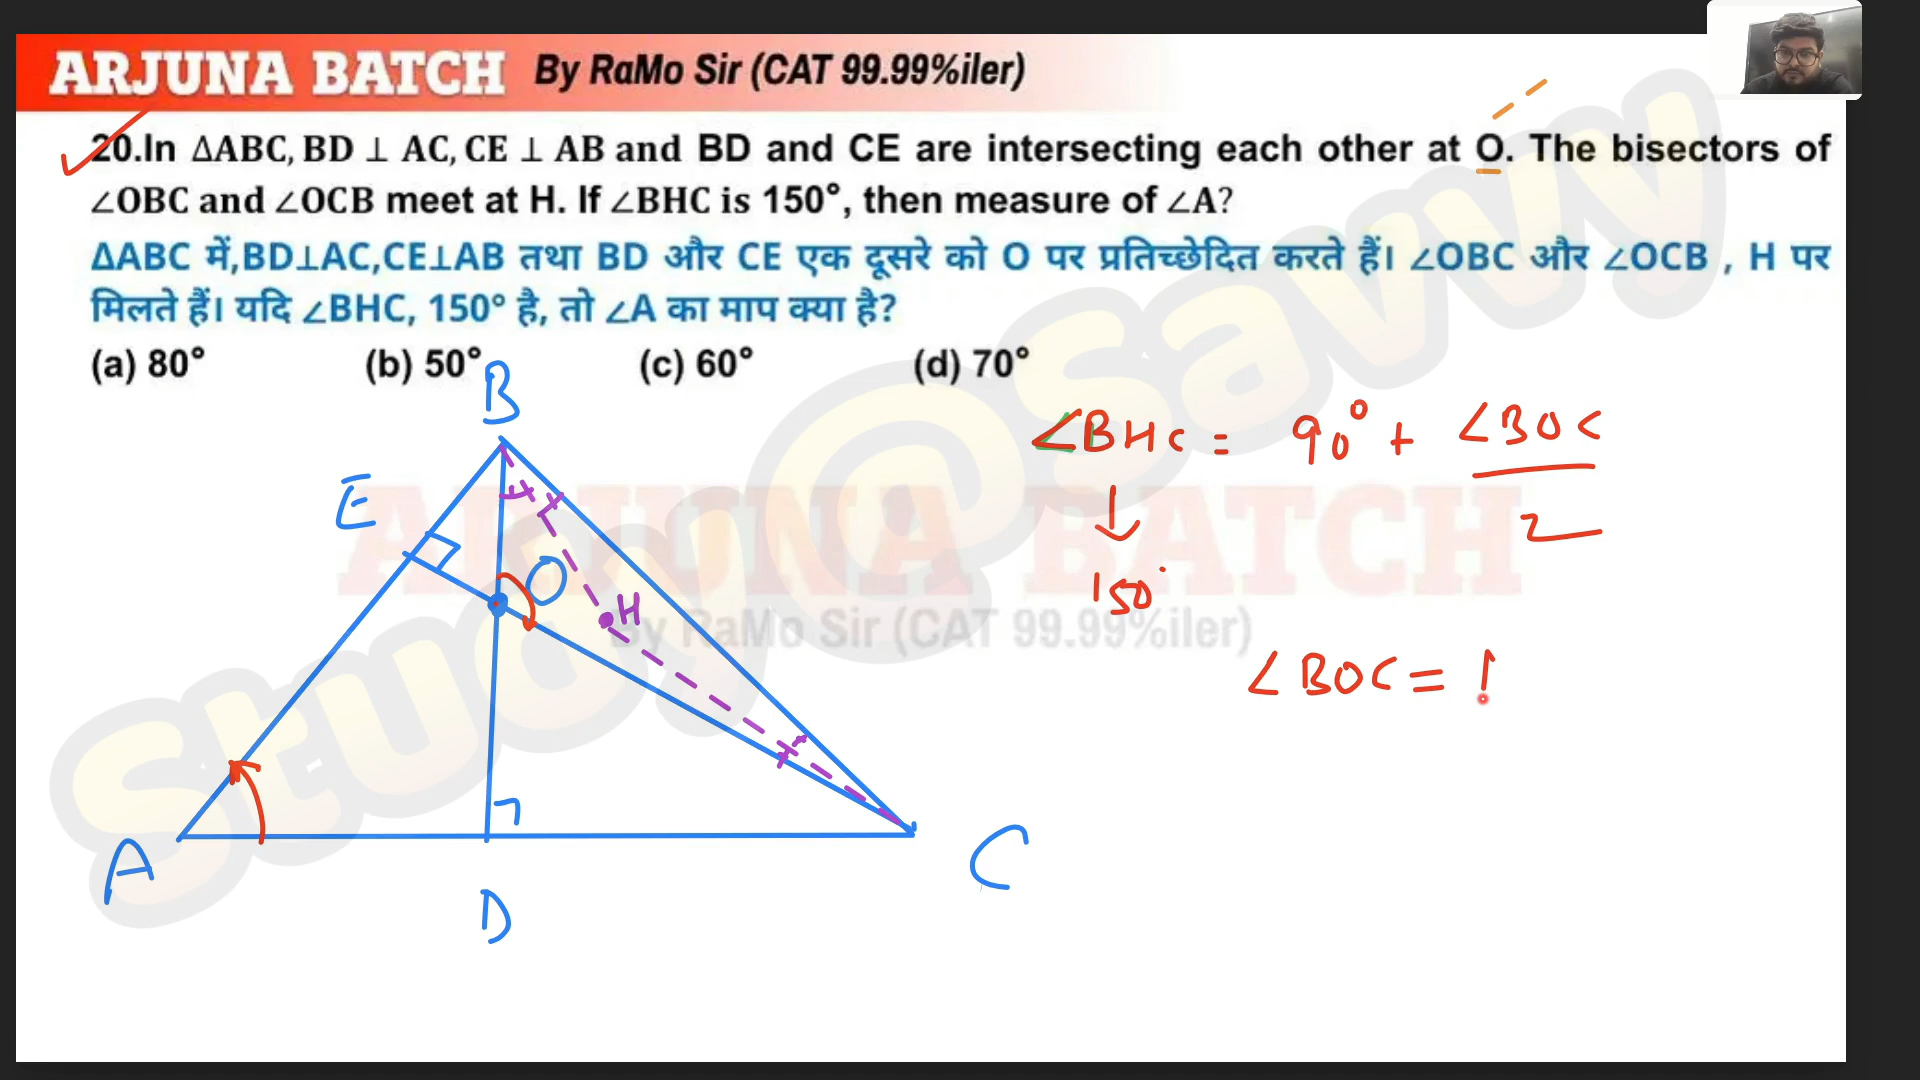 ARJUNA BATCH By RaMo Sir (CAT 99.99%iler)
20.In ΔABC, BD ⊥ AC, CE ⊥ AB and BD and CE are intersecting each other at O. The bisectors of
∠OBC and ∠OCB meet at H. If ∠BHC is 150°, then measure of ∠A?
ΔABC में,BD⊥AC,CE⊥AB तथा BD और CE एक दूसरे को O पर प्रतिच्छेदित करते हैं। ∠OBC और ∠OCB , H पर
मिलते हैं। यदि ∠BHC, 150° है, तो ∠A का माप क्या है?
(a) 80° (b) 50° (c) 60° (d) 70°
B
∠BHC = 90° + ∠BOC
2
E
ARJUNA BATCH
O
150°
H
By RaMo Sir (CAT 99.99%iler)
∠BOC = 1
A
C
D
Study@Savvy